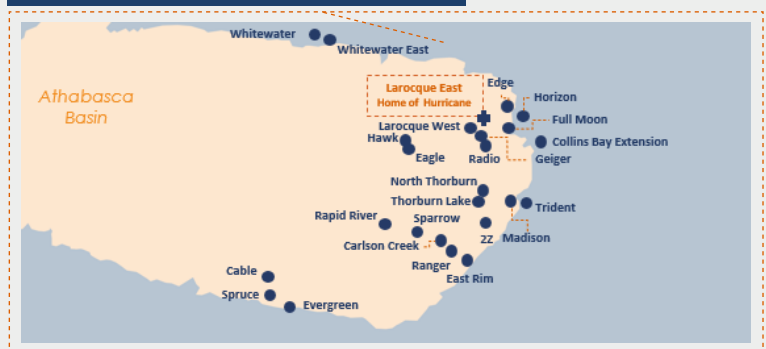 Whitewater
Whitewater East
Athabasca
Basin
Larocque East
Home of Hurricane
Edge
Horizon
Full Moon
Larocque West
Hawk
Collins Bay Extension
Eagle
Radio
Geiger
North Thorburn
Thorburn Lake
Trident
Rapid River
Sparrow
Carlson Creek
2Z
Madison
Ranger
East Rim
Cable
Spruce
Evergreen